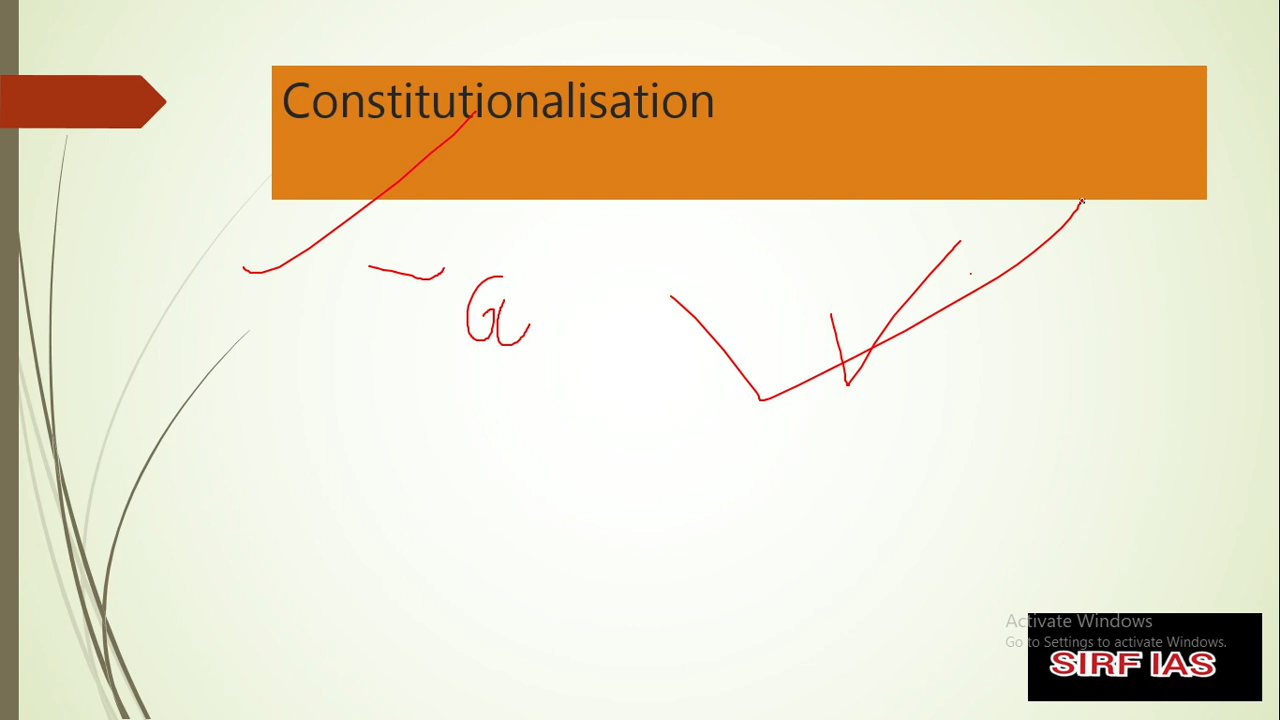 Constitutionalisation
Activate Windows
Go to Settings to activate Windows.
SIRF IAS